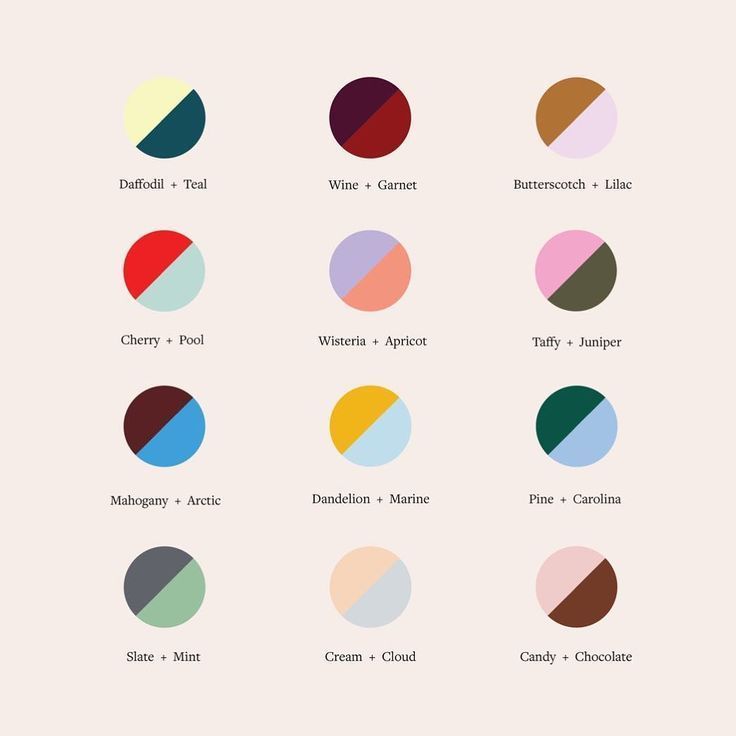 Daffodil + Teal
Wine + Garnet
Butterscotch + Lilac
Cherry + Pool
Wisteria + Apricot
Taffy + Juniper
Mahogany + Arctic
Dandelion + Marine
Pine + Carolina
Slate + Mint
Cream + Cloud
Candy + Chocolate